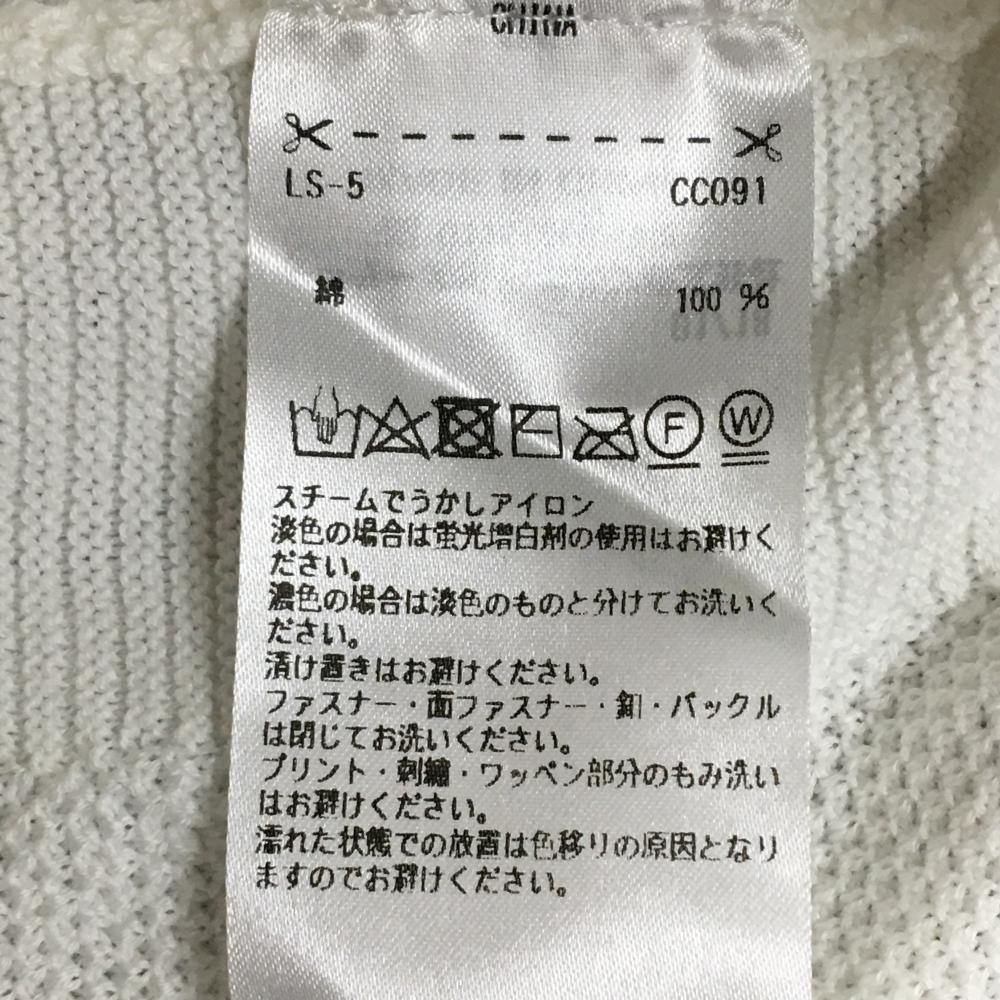 CHINA
LS-5 CC091
綿 100 %
F W
スチームでうかしアイロン
淡色の場合は蛍光増白剤の使用はお避けく
ださい。
濃色の場合は淡色のものと分けてお洗いく
ださい。
漬け置きはお避けください。
ファスナー・面ファスナー・釦・バックル
は閉じてお洗いください。
プリント・刺繍・ワッペン部分のもみ洗い
はお避けください。
濡れた状態での放置は色移りの原因となり
ますのでお避けください。